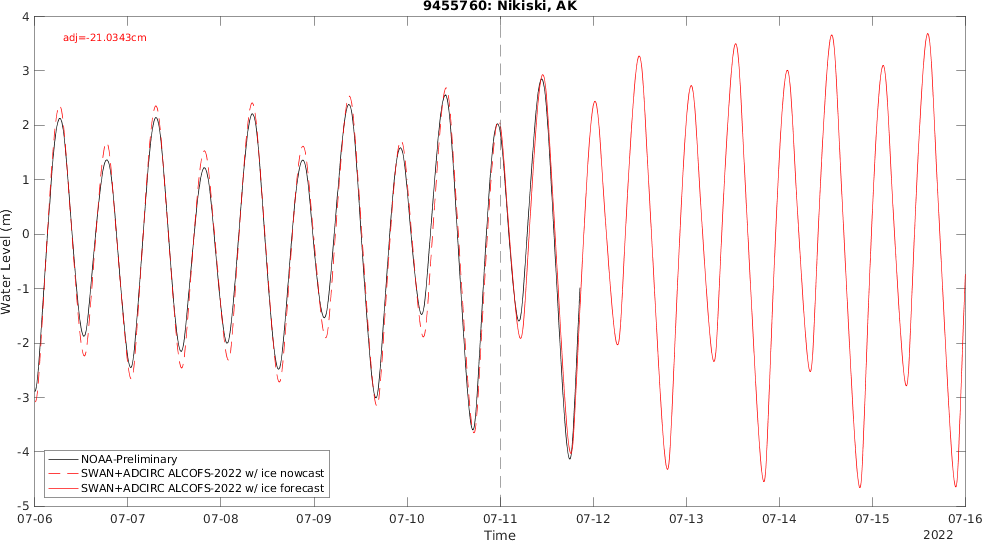 9455760: Nikiski, AK
adj=-21.0343cm
4
3
2
1
0
-1
-2
-3
-4
-5
Water Level (m)
NOAA-Preliminary
SWAN+ADCIRC ALCOFS-2022 w/ ice nowcast
SWAN+ADCIRC ALCOFS-2022 w/ ice forecast
07-06 07-07 07-08 07-09 07-10 07-11 07-12 07-13 07-14 07-15 07-16
Time
2022